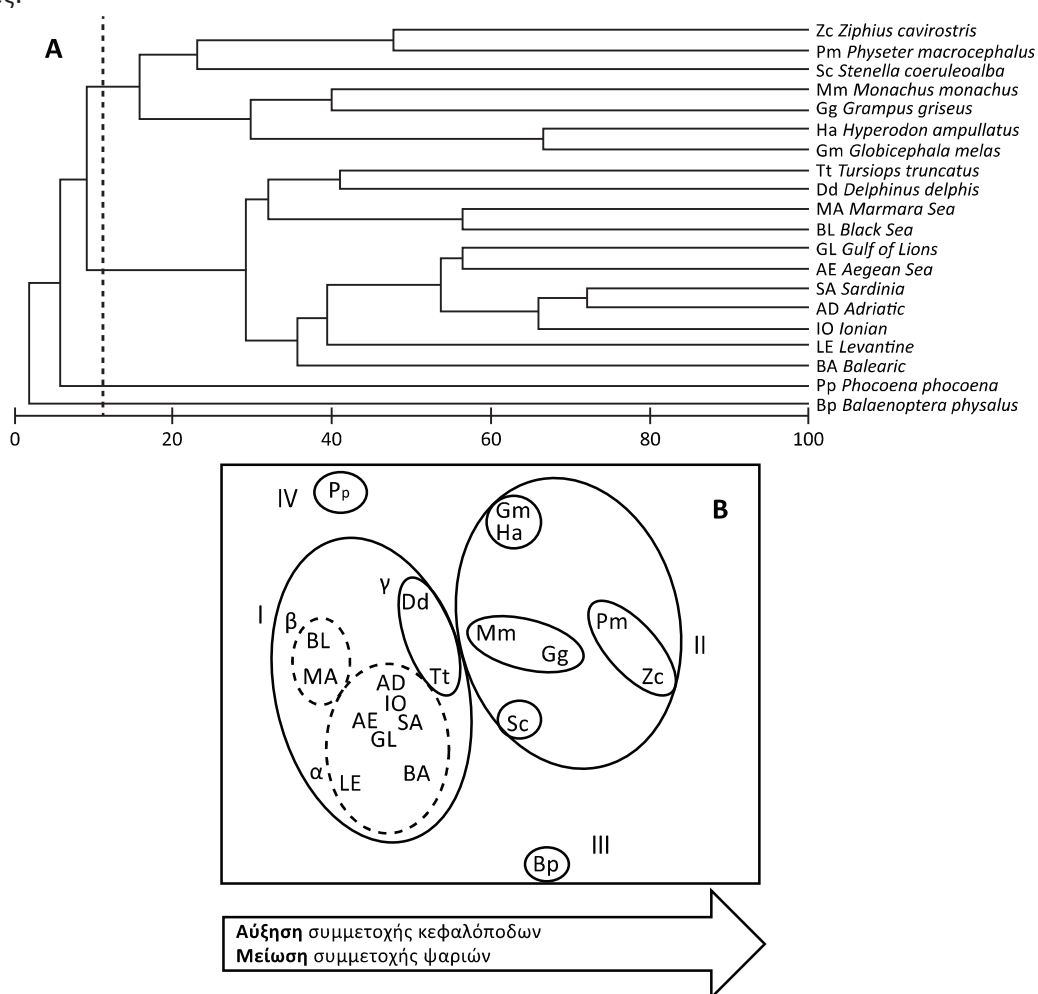 ες.
A
Zc Ziphius cavirostris
Pm Physeter macrocephalus
Sc Stenella coeruleoalba
Mm Monachus monachus
Gg Grampus griseus
Ha Hyperodon ampullatus
Gm Globicephala melas
Tt Tursiops truncatus
Dd Delphinus delphis
MA Marmara Sea
BL Black Sea
GL Gulf of Lions
AE Aegean Sea
SA Sardinia
AD Adriatic
IO Ionian
LE Levantine
BA Balearic
Pp Phocoena phocoena
Bp Balaenoptera physalus
0 20 40 60 80 100
B
IV Pp
Gm
Ha
γ Dd
I β BL
MA
Tt
Mm
Gg
Pm
Zc
II
AD
IO
AE SA
GL
Sc
α LE BA
III
Bp
Αύξηση συμμετοχής κεφαλόποδων
Μείωση συμμετοχής ψαριών